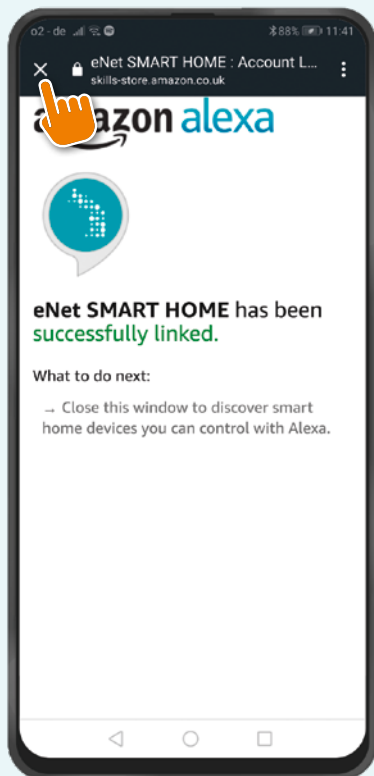 o2 - de 88% 11:41
eNet SMART HOME : Account L...
skills-store.amazon.co.uk
amazon alexa
eNet SMART HOME has been
successfully linked.
What to do next:
→ Close this window to discover smart
home devices you can control with Alexa.